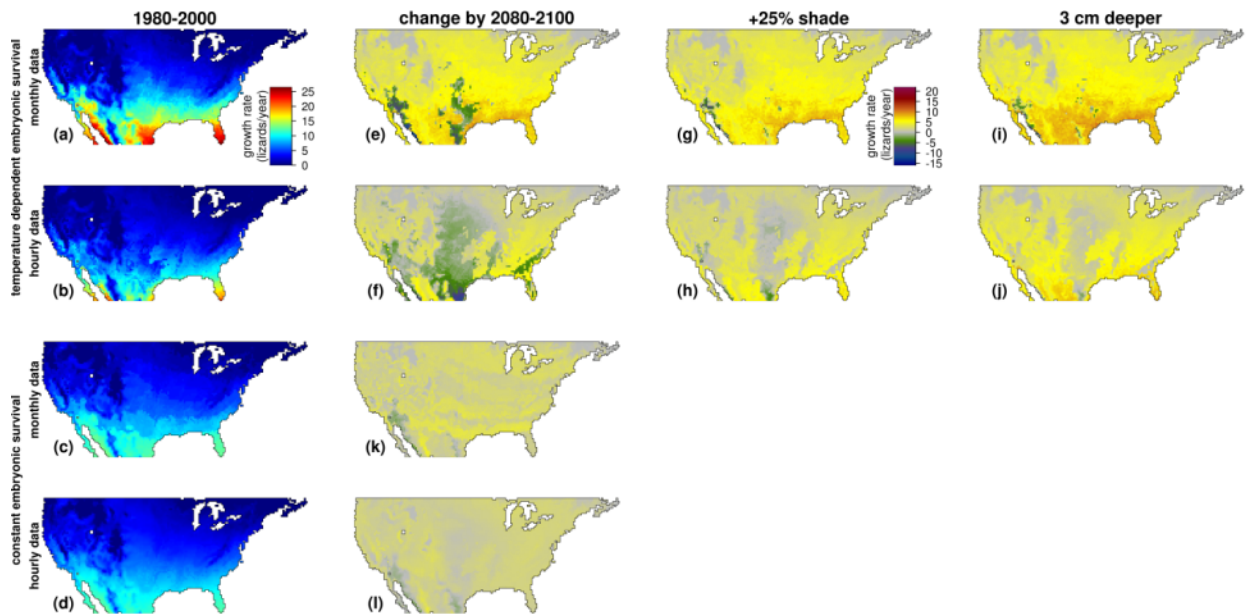 1980-2000
change by 2080-2100
+25% shade
3 cm deeper
temperature dependent embryonic survival
monthly data
(a)
growth rate
(lizards/year)
25
20
15
10
5
0
(e)
(g)
growth rate
(lizards/year)
20
15
10
5
0
-5
-10
-15
(i)
hourly data
(b)
(f)
(h)
(j)
constant embryonic survival
monthly data
(c)
(k)
hourly data
(d)
(l)